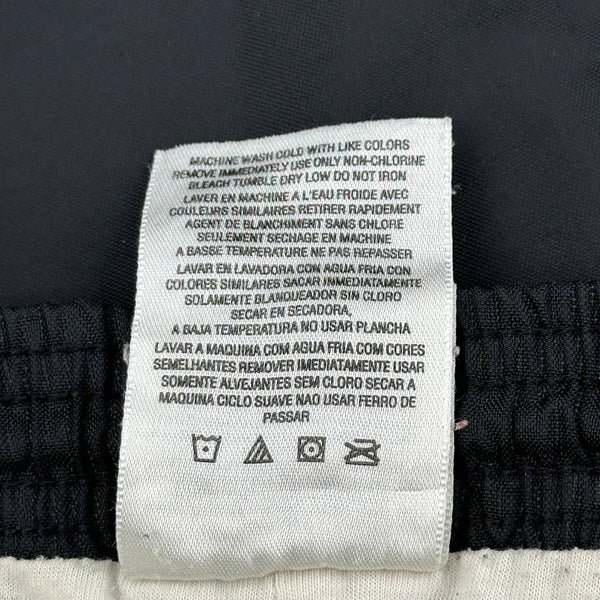 MACHINE WASH COLD WITH LIKE COLORS
REMOVE IMMEDIATELY USE ONLY NON-CHLORINE
BLEACH TUMBLE DRY LOW DO NOT IRON
LAVER EN MACHINE A L'EAU FROIDE AVEC
COULEURS SIMILAIRES RETIRER RAPIDEMENT
AGENT DE BLANCHIMENT SANS CHLORE
SEULEMENT SECHAGE EN MACHINE
A BASSE TEMPERATURE NE PAS REPASSER
LAVAR EN LAVADORA CON AGUA FRIA CON
COLORES SIMILARES SACAR IMMEDIATAMENTE
SOLAMENTE BLANQUEADOR SIN CLORO
SECAR EN SECADORA,
A BAJA TEMPERATURA NO USAR PLANCHA
LAVAR A MAQUINA COM AGUA FRIA COM CORES
SEMELHANTES REMOVER IMEDIATAMENTE USAR
SOMENTE ALVEJANTES SEM CLORO SECAR A
MAQUINA CICLO SUAVE NAO USAR FERRO DE
PASSAR